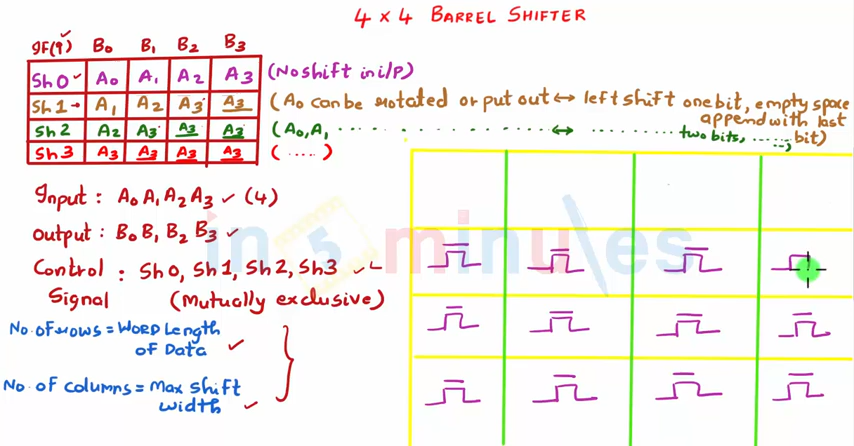 4 × 4 BARREL SHIFTER
IF(1) B0 B1 B2 B3
Sh0 A0 A1 A2 A3 (No shift in i/p)
Sh1 → A1 A2 A3 A3 (A0 can be rotated or put out ↔ left shift one bit, empty space
append with last
Sh2 A2 A3 A3 A3 (A0, A1 ............ ↔ ............ two bits, ......, bit)
Sh3 A3 A3 A3 A3 (.....)
Input : A0 A1 A2 A3 (4)
output : B0 B1 B2 B3
Control : Sh0, Sh1, Sh2, Sh3
Signal (Mutually exclusive)
No. of rows = WORD Length
of Data
No of columns = Max shift
width
in 5 minutes